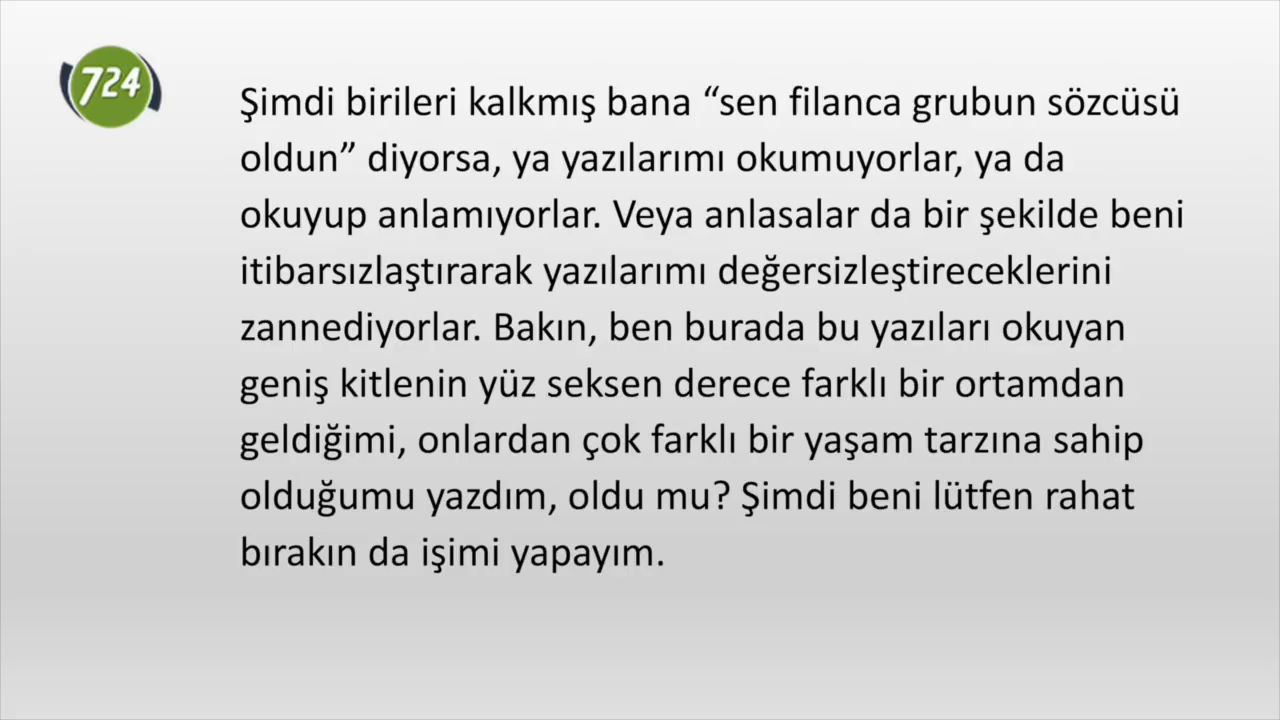 724
Şimdi birileri kalkmış bana “sen filanca grubun sözcüsü
oldun” diyorsa, ya yazılarımı okumuyorlar, ya da
okuyup anlamıyorlar. Veya anlasalar da bir şekilde beni
itibarsızlaştırarak yazılarımı değersizleştireceklerini
zannediyorlar. Bakın, ben burada bu yazıları okuyan
geniş kitlenin yüz seksen derece farklı bir ortamdan
geldiğimi, onlardan çok farklı bir yaşam tarzına sahip
olduğumu yazdım, oldu mu? Şimdi beni lütfen rahat
bırakın da işimi yapayım.